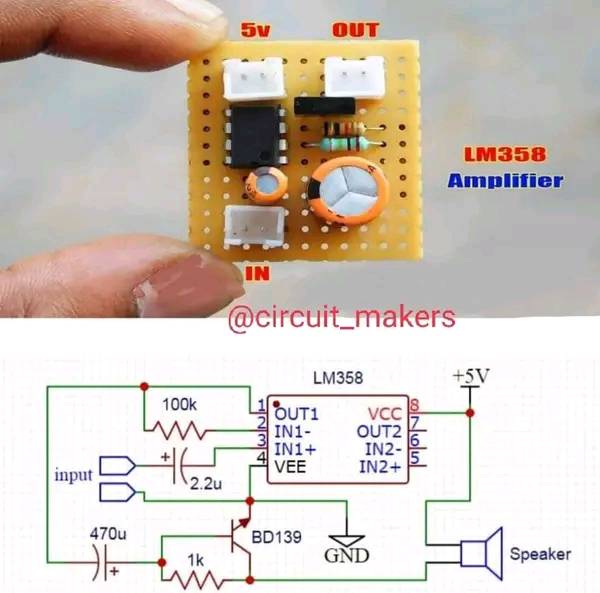 5v OUT
LM358
Amplifier
IN
@circuit_makers
LM358
+5V
100k
1 OUT1 VCC 8
2 IN1- OUT2 7
3 IN1+ IN2- 6
4 VEE IN2+ 5
input
+
2.2u
470u
+
BD139
1k
GND
Speaker